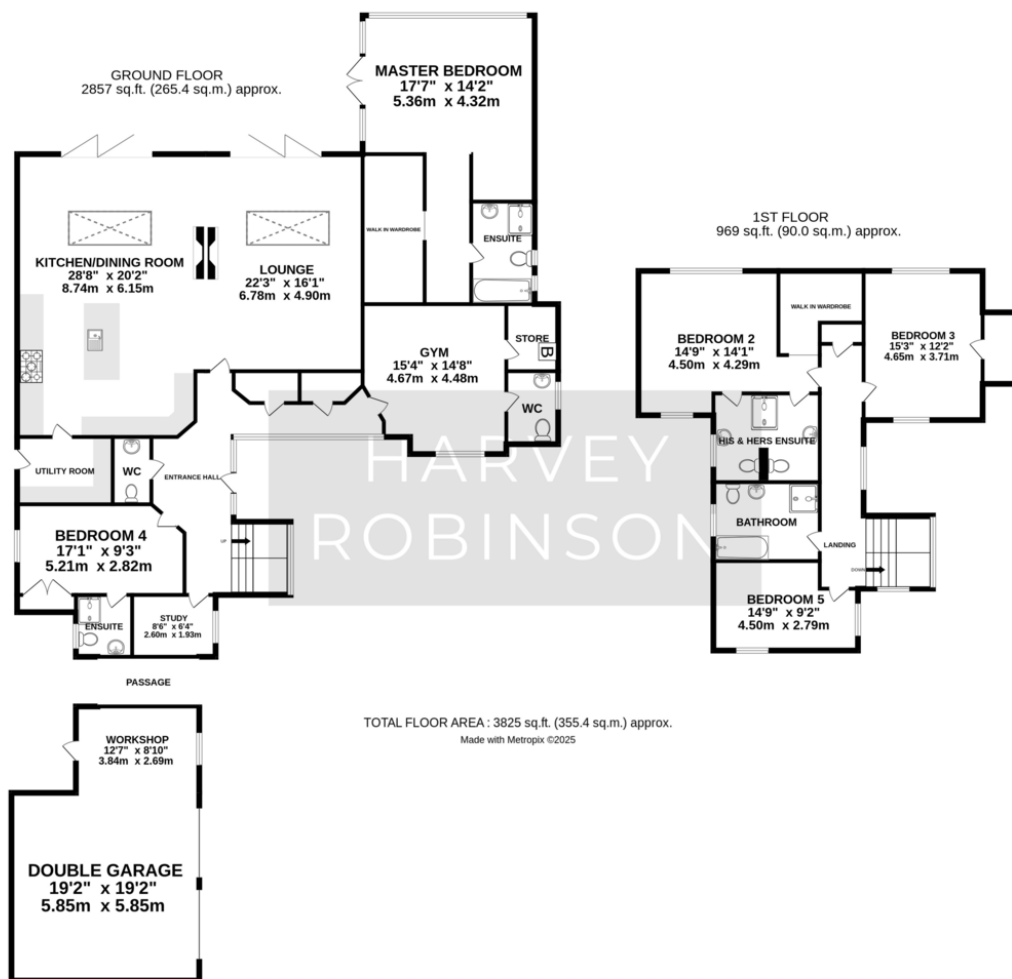 GROUND FLOOR
2857 sq.ft. (265.4 sq.m.) approx.
MASTER BEDROOM
17'7" x 14'2"
5.36m x 4.32m
KITCHEN/DINING ROOM
28'8" x 20'2"
8.74m x 6.15m
LOUNGE
22'3" x 16'1"
6.78m x 4.90m
WALK IN WARDROBE
ENSUITE
GYM
15'4" x 14'8"
4.67m x 4.48m
STORE
B
WC
UTILITY ROOM
WC
ENTRANCE HALL
UP
BEDROOM 4
17'1" x 9'3"
5.21m x 2.82m
ENSUITE
STUDY
8'6" x 6'4"
2.60m x 1.93m
PASSAGE
WORKSHOP
12'7" x 8'10"
3.84m x 2.69m
DOUBLE GARAGE
19'2" x 19'2"
5.85m x 5.85m
1ST FLOOR
969 sq.ft. (90.0 sq.m.) approx.
WALK IN WARDROBE
BEDROOM 2
14'9" x 14'1"
4.50m x 4.29m
BEDROOM 3
15'3" x 12'2"
4.65m x 3.71m
HIS & HERS ENSUITE
BATHROOM
LANDING
DOWN
BEDROOM 5
14'9" x 9'2"
4.50m x 2.79m
HARVEY
ROBINSON
TOTAL FLOOR AREA : 3825 sq.ft. (355.4 sq.m.) approx.
Made with Metropix ©2025